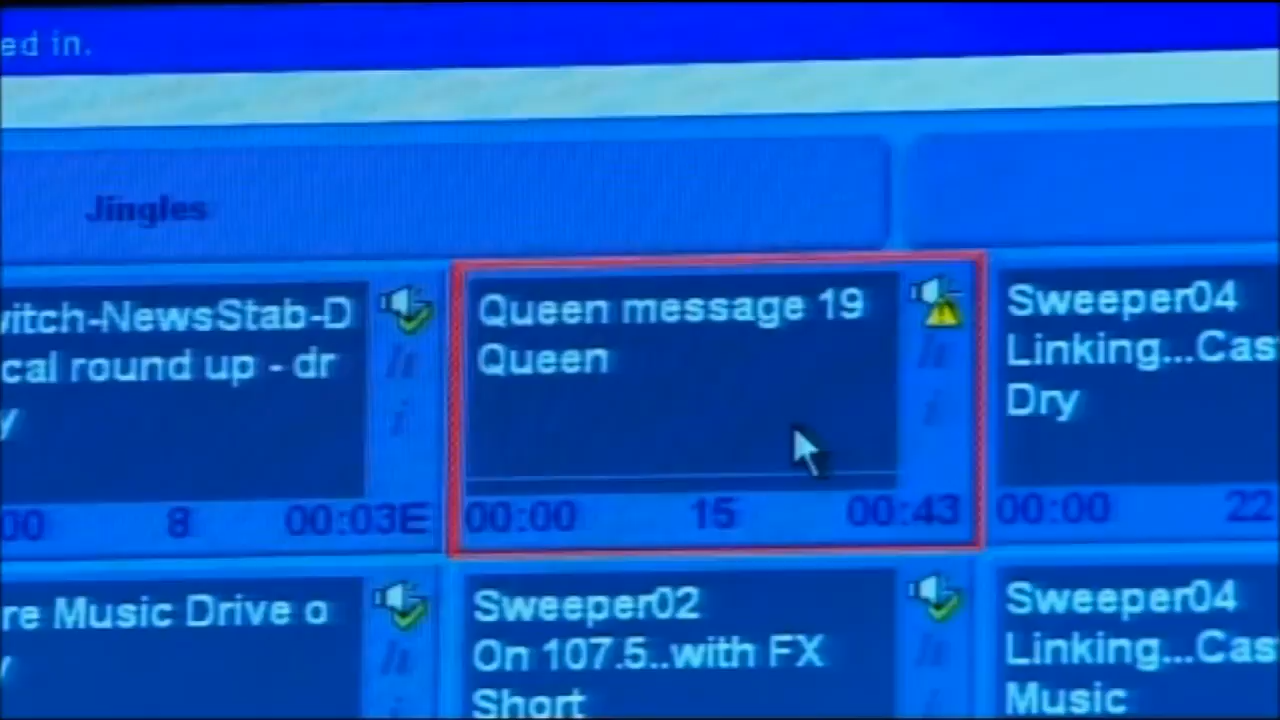 ed in.
Jingles
witch-NewsStab-D
cal round up - dr
y
00 8 00:03E
Queen message 19
Queen
00:00 15 00:43
Sweeper04
Linking...Cas
Dry
00:00 22
re Music Drive o
y
Sweeper02
On 107.5..with FX
Short
Sweeper04
Linking...Cas
Music